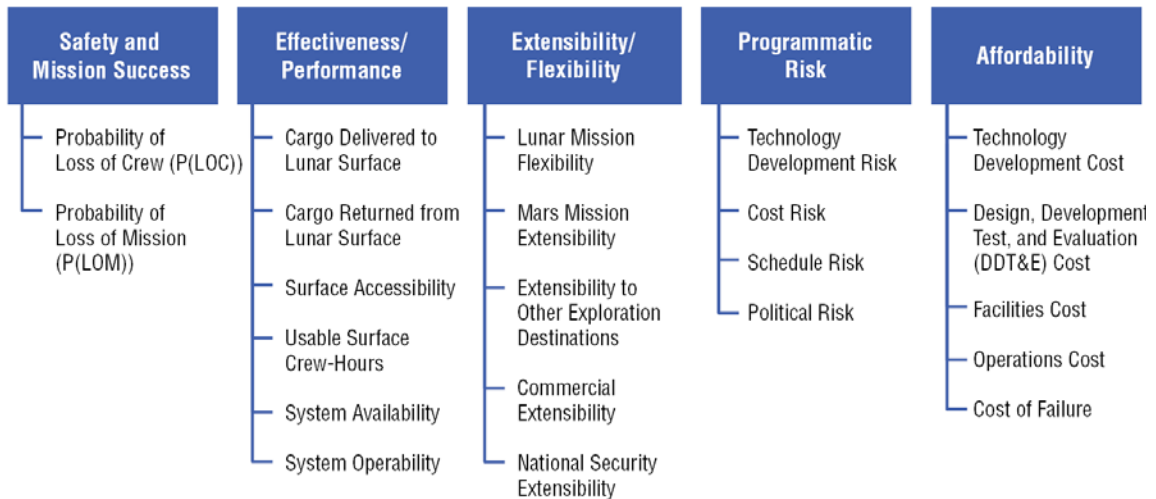 Safety and
Mission Success
Probability of
Loss of Crew (P(LOC))
Probability of
Loss of Mission
(P(LOM))
Effectiveness/
Performance
Cargo Delivered to
Lunar Surface
Cargo Returned from
Lunar Surface
Surface Accessibility
Usable Surface
Crew-Hours
System Availability
System Operability
Extensibility/
Flexibility
Lunar Mission
Flexibility
Mars Mission
Extensibility
Extensibility to
Other Exploration
Destinations
Commercial
Extensibility
National Security
Extensibility
Programmatic
Risk
Technology
Development Risk
Cost Risk
Schedule Risk
Political Risk
Affordability
Technology
Development Cost
Design, Development
Test, and Evaluation
(DDT&E) Cost
Facilities Cost
Operations Cost
Cost of Failure